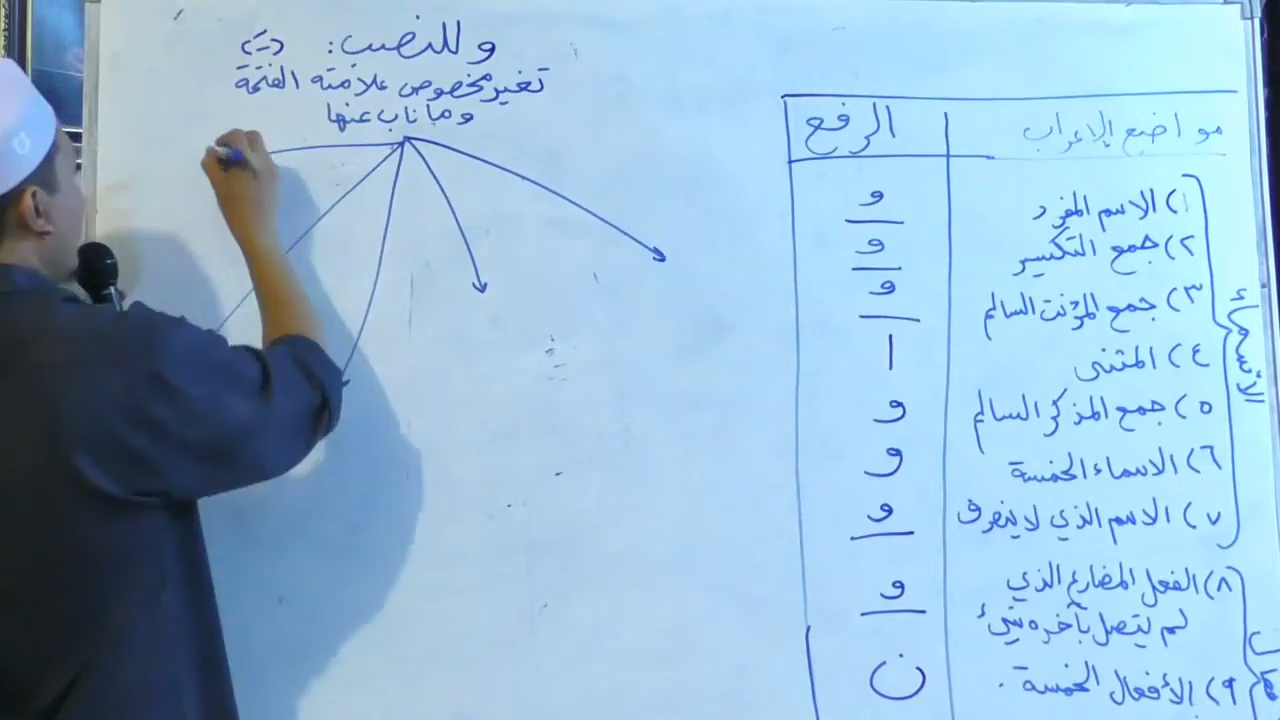 وللنصب: (ـَ)
تغير مخصوص علامته الفتحة
وما ناب عنها
مواضع الإعراب
الرفع
١) الاسم المفرد
ـُ
٢) جمع التكسير
ـُ
٣) جمع المؤنث السالم
ـُ
٤) المثنى
ا
٥) جمع المذكر السالم
و
٦) الاسماء الخمسة
و
٧) الاسم الذي لا ينصرف
ـُ
٨) الفعل المضارع الذي
لم يتصل بآخره شيء
ـُ
٩) الأفعال الخمسة.
ن
الأسماء